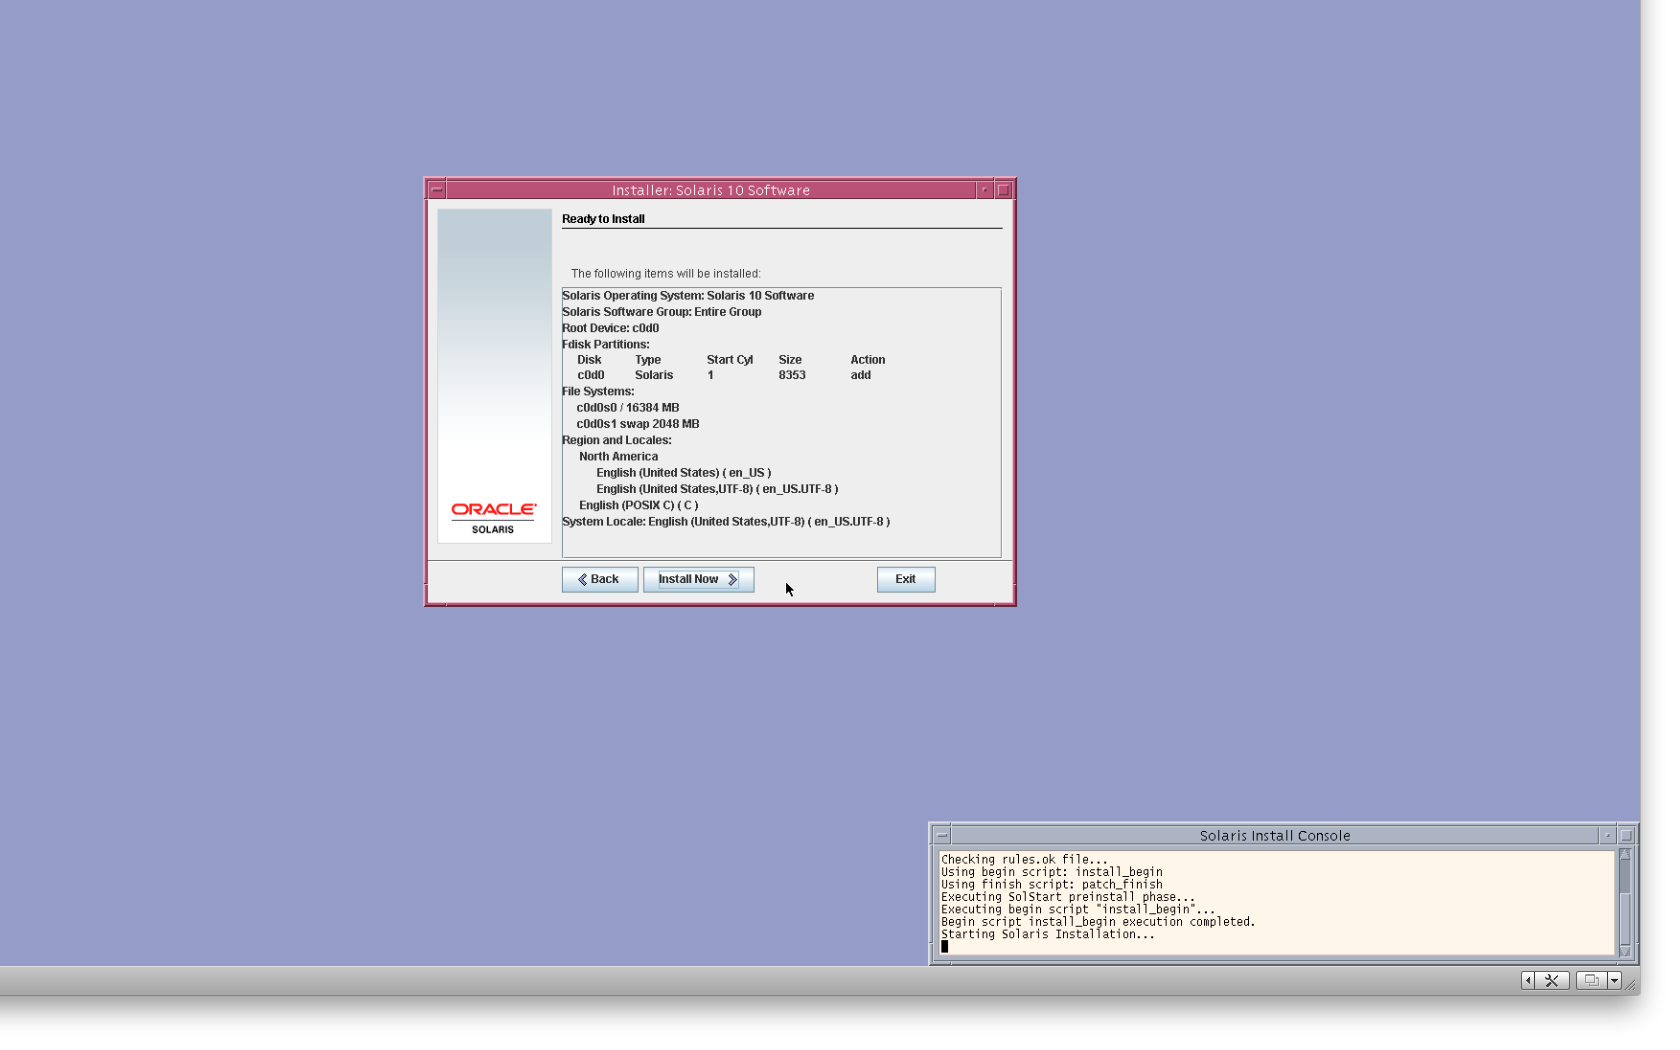 Installer: Solaris 10 Software
Ready to Install
The following items will be installed:
Solaris Operating System: Solaris 10 Software
Solaris Software Group: Entire Group
Root Device: c0d0
Fdisk Partitions:
Disk Type Start Cyl Size Action
c0d0 Solaris 1 8353 add
File Systems:
c0d0s0 / 16384 MB
c0d0s1 swap 2048 MB
Region and Locales:
North America
English (United States) ( en_US )
English (United States,UTF-8) ( en_US.UTF-8 )
English (POSIX C) ( C )
System Locale: English (United States,UTF-8) ( en_US.UTF-8 )
ORACLE
SOLARIS
Back Install Now Exit
Solaris Install Console
Checking rules.ok file...
Using begin script: install_begin
Using finish script: patch_finish
Executing SolStart preinstall phase...
Executing begin script "install_begin"...
Begin script install_begin execution completed.
Starting Solaris Installation...